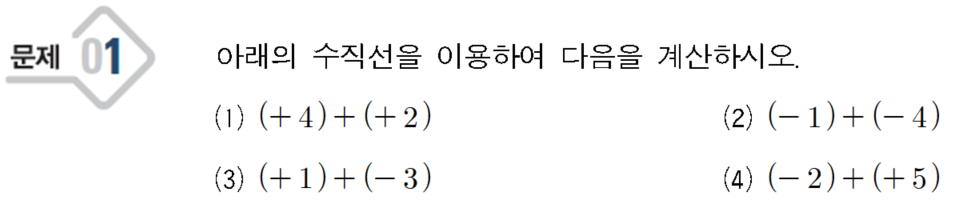 문제 01 아래의 수직선을 이용하여 다음을 계산하시오.
(1) (+4)+(+2) (2) (−1)+(−4)
(3) (+1)+(−3) (4) (−2)+(+5)